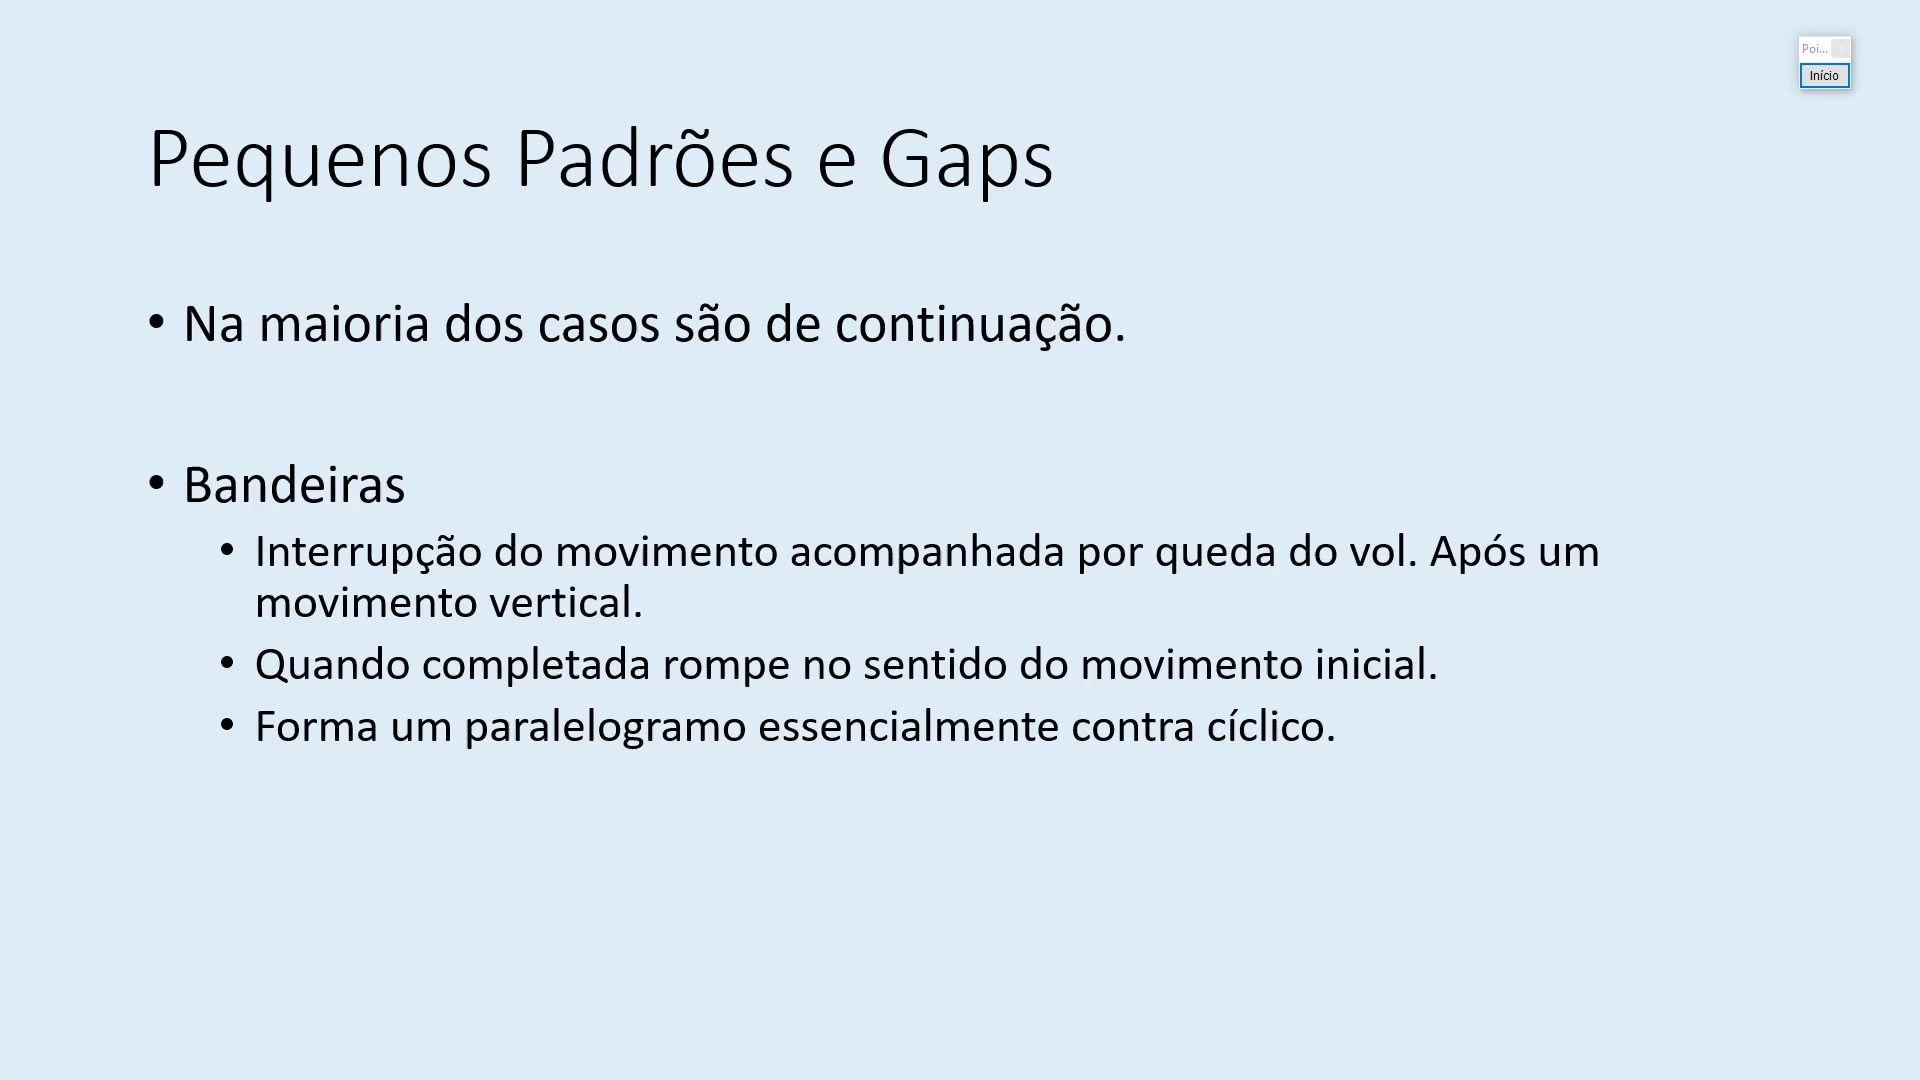 Poi...
Início
Pequenos Padrões e Gaps
• Na maioria dos casos são de continuação.
• Bandeiras
• Interrupção do movimento acompanhada por queda do vol. Após um
movimento vertical.
• Quando completada rompe no sentido do movimento inicial.
• Forma um paralelogramo essencialmente contra cíclico.